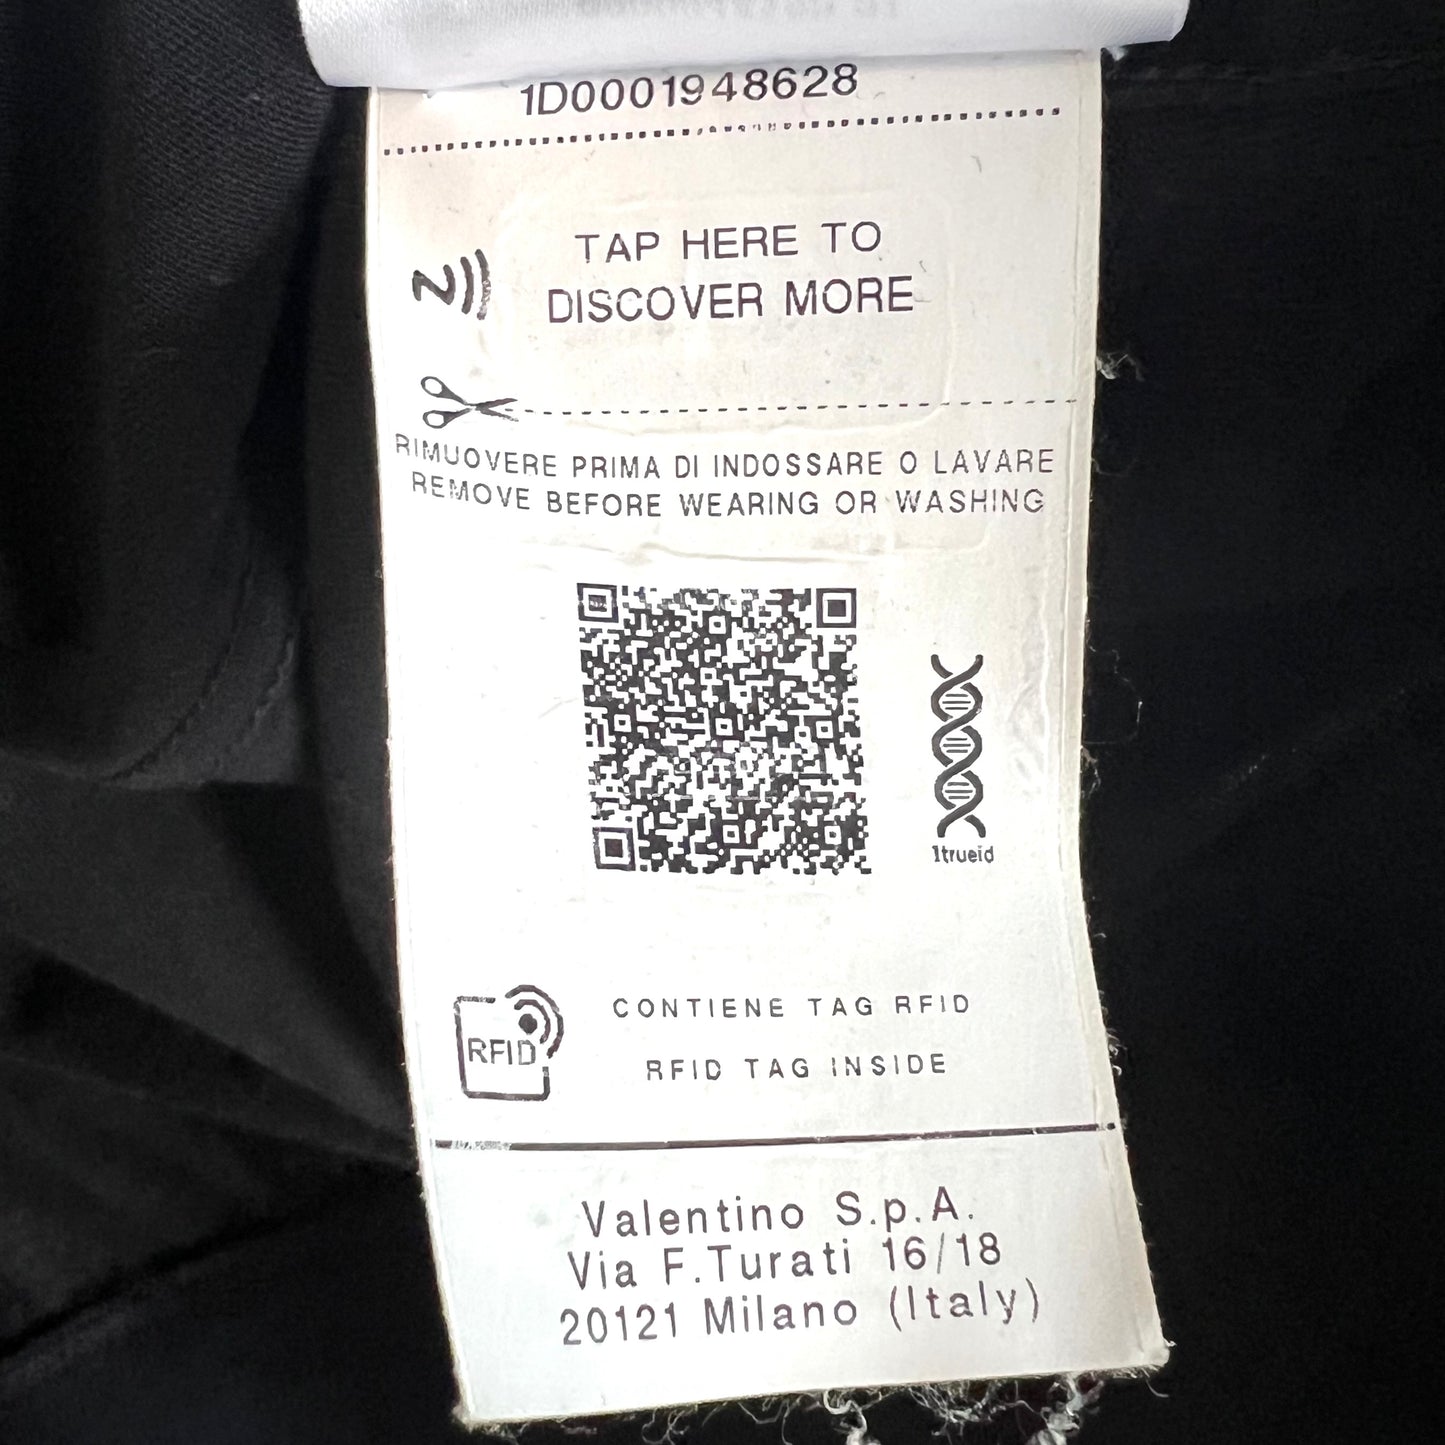 1D0001948628
TAP HERE TO
DISCOVER MORE
RIMUOVERE PRIMA DI INDOSSARE O LAVARE
REMOVE BEFORE WEARING OR WASHING
1trueid
RFID
CONTIENE TAG RFID
RFID TAG INSIDE
Valentino S.p.A.
Via F.Turati 16/18
20121 Milano (Italy)